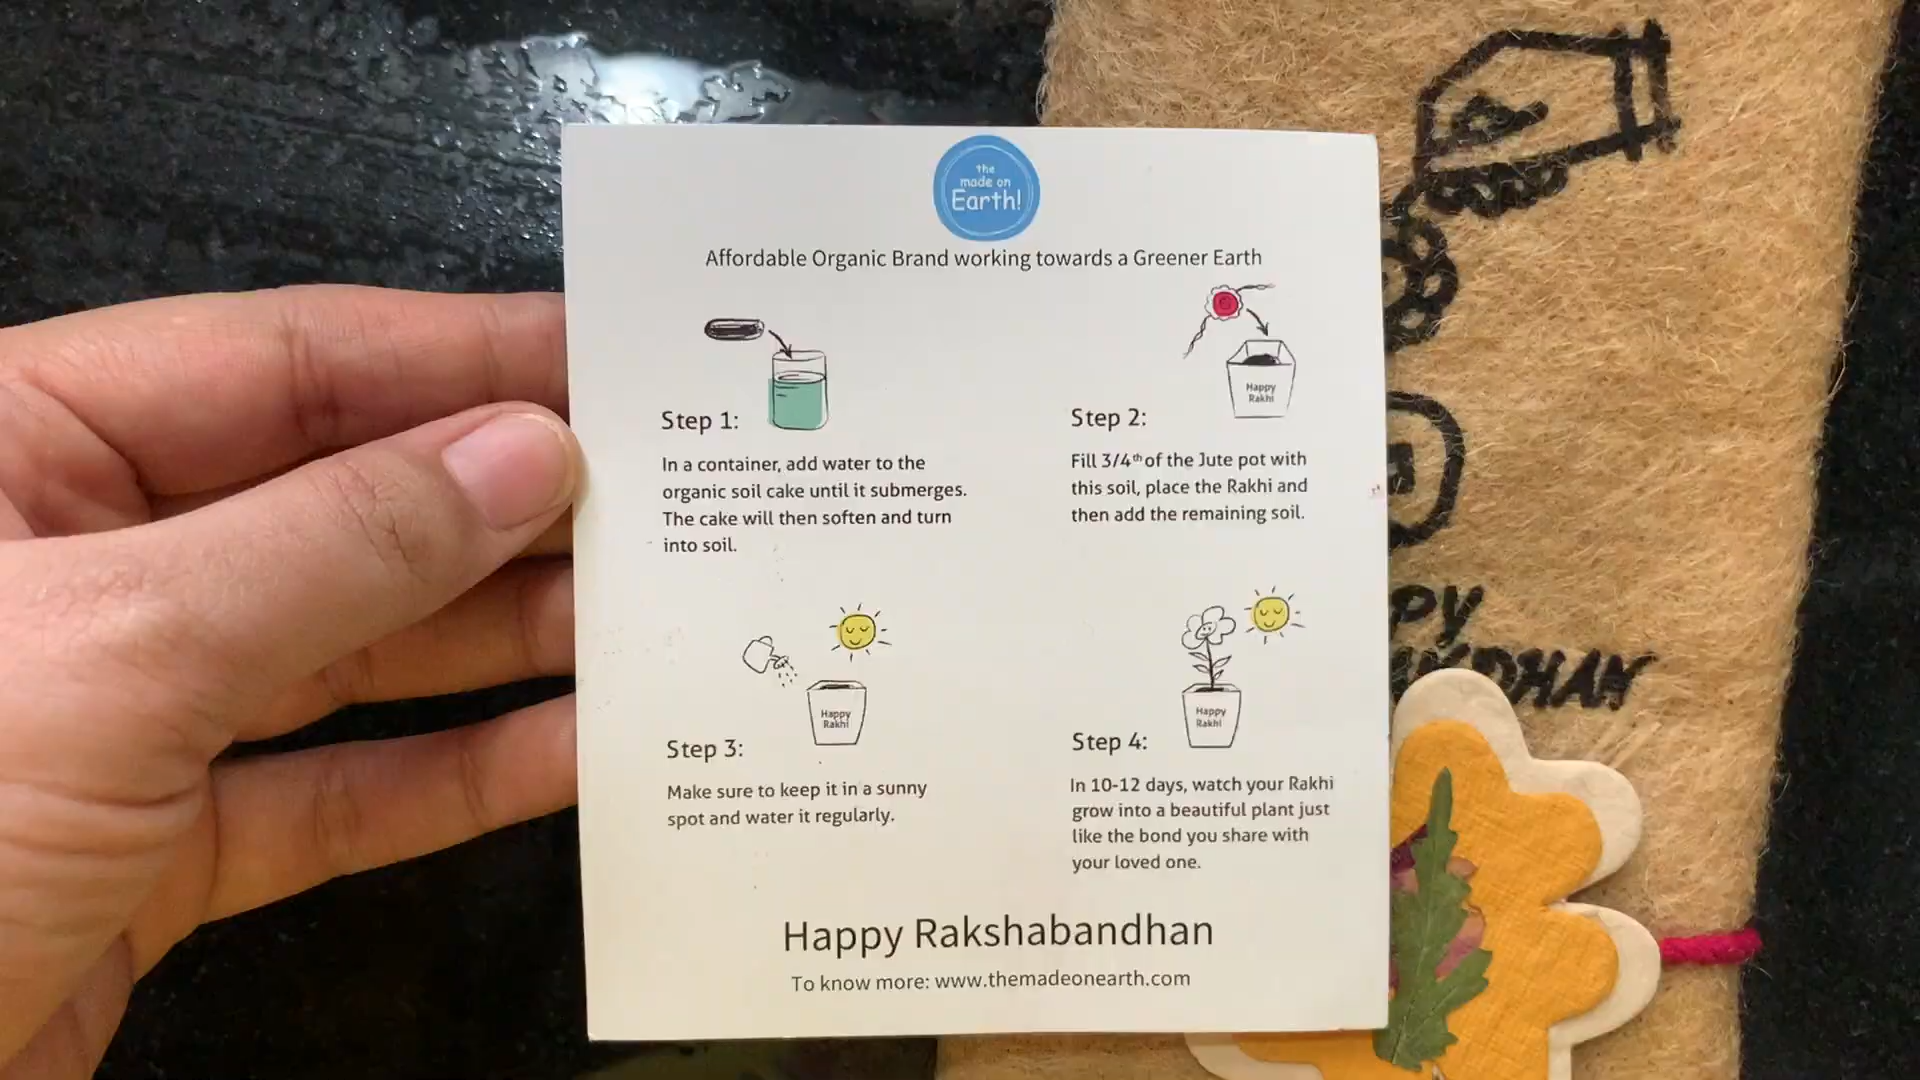 the
made on
Earth!
Affordable Organic Brand working towards a Greener Earth
Happy
Rakhi
Step 1:
In a container, add water to the
organic soil cake until it submerges.
The cake will then soften and turn
into soil.
Step 2:
Fill 3/4th of the Jute pot with
this soil, place the Rakhi and
then add the remaining soil.
Happy
Rakhi
Step 3:
Make sure to keep it in a sunny
spot and water it regularly.
Happy
Rakhi
Step 4:
In 10-12 days, watch your Rakhi
grow into a beautiful plant just
like the bond you share with
your loved one.
Happy Rakshabandhan
To know more: www.themadeonearth.com
PY
NDHAN